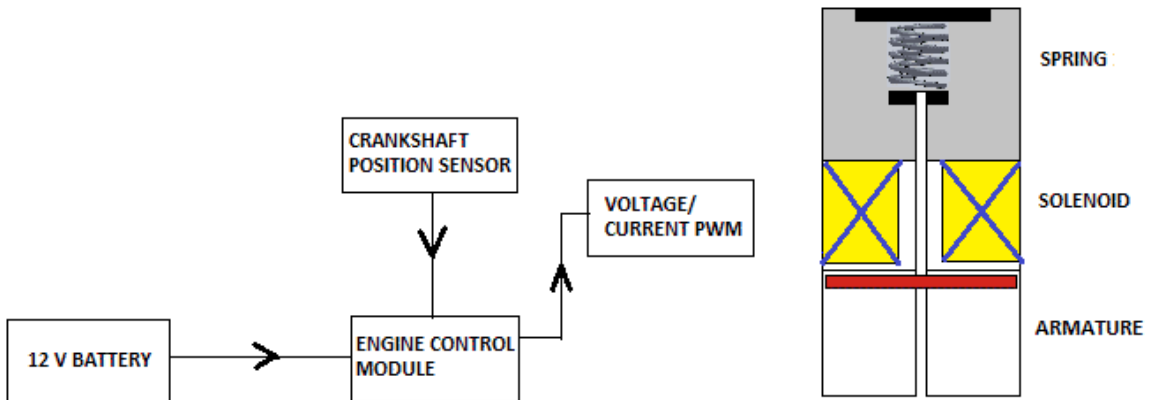 CRANKSHAFT
POSITION SENSOR
VOLTAGE/
CURRENT PWM
12 V BATTERY
ENGINE CONTROL
MODULE
SPRING
SOLENOID
ARMATURE